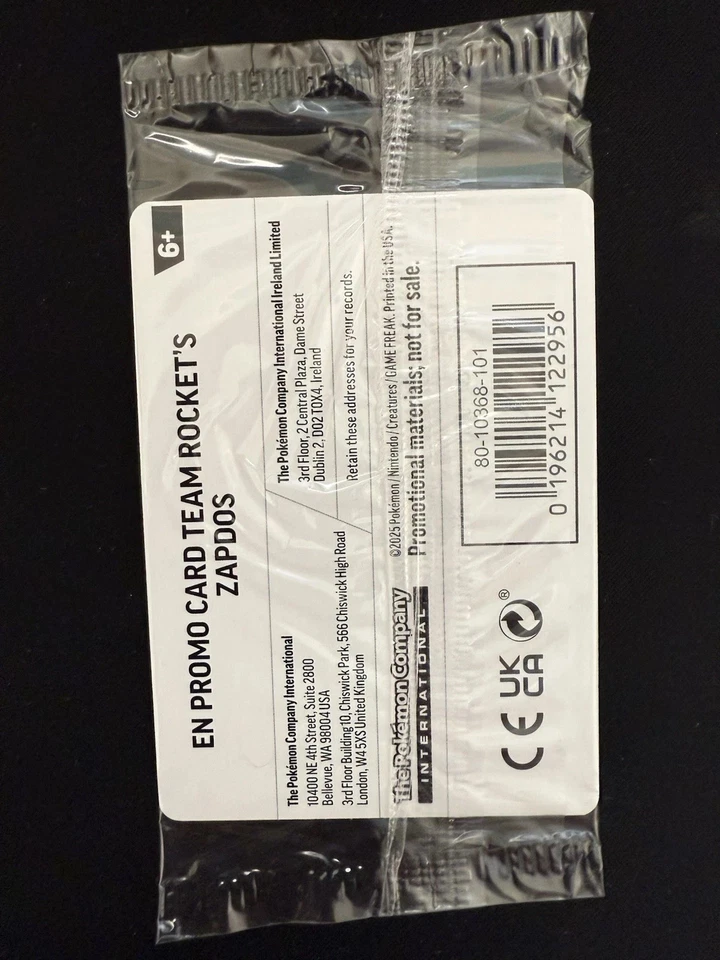 6+
EN PROMO CARD TEAM ROCKET'S
ZAPDOS
The Pokémon Company International
10400 NE 4th Street, Suite 2800
Bellevue, WA 98004 USA
3rd Floor Building 10, Chiswick Park, 566 Chiswick High Road
London, W4 5XS United Kingdom
The Pokémon Company International Ireland Limited
3rd Floor, 2 Central Plaza, Dame Street
Dublin 2, D02 T0X4, Ireland
Retain these addresses for your records.
The Pokémon Company
INTERNATIONAL
©2025 Pokémon / Nintendo / Creatures / GAME FREAK. Printed in the USA.
Promotional materials; not for sale.
CE UK
CA ®
80-10368-101
0 196214 122956